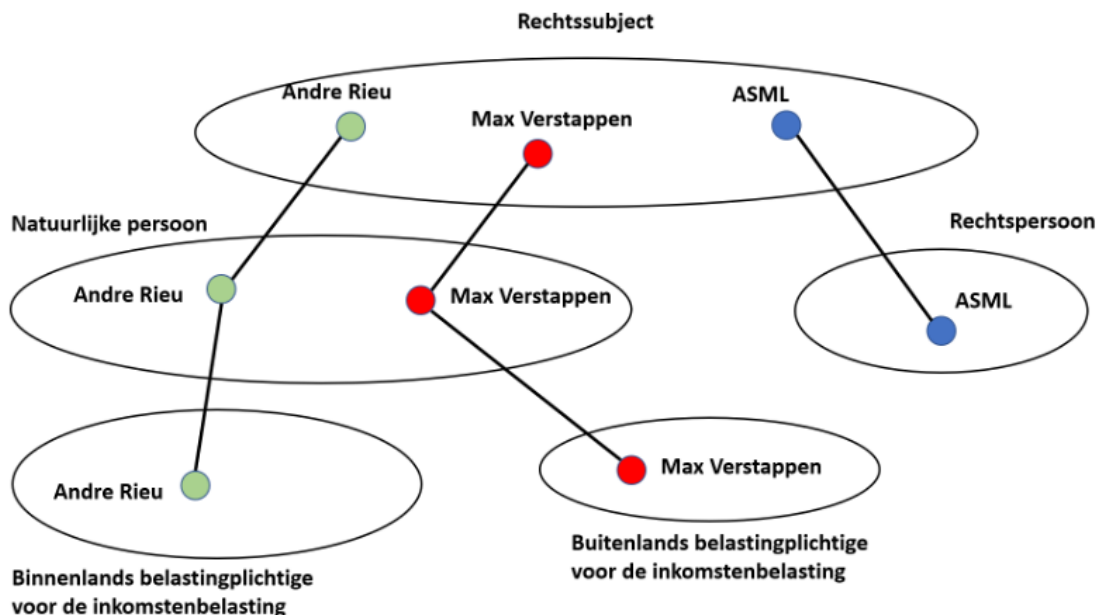 Rechtssubject
Andre Rieu
Max Verstappen
ASML
Natuurlijke persoon
Rechtspersoon
Andre Rieu
Max Verstappen
ASML
Andre Rieu
Max Verstappen
Binnenlands belastingplichtige
voor de inkomstenbelasting
Buitenlands belastingplichtige
voor de inkomstenbelasting